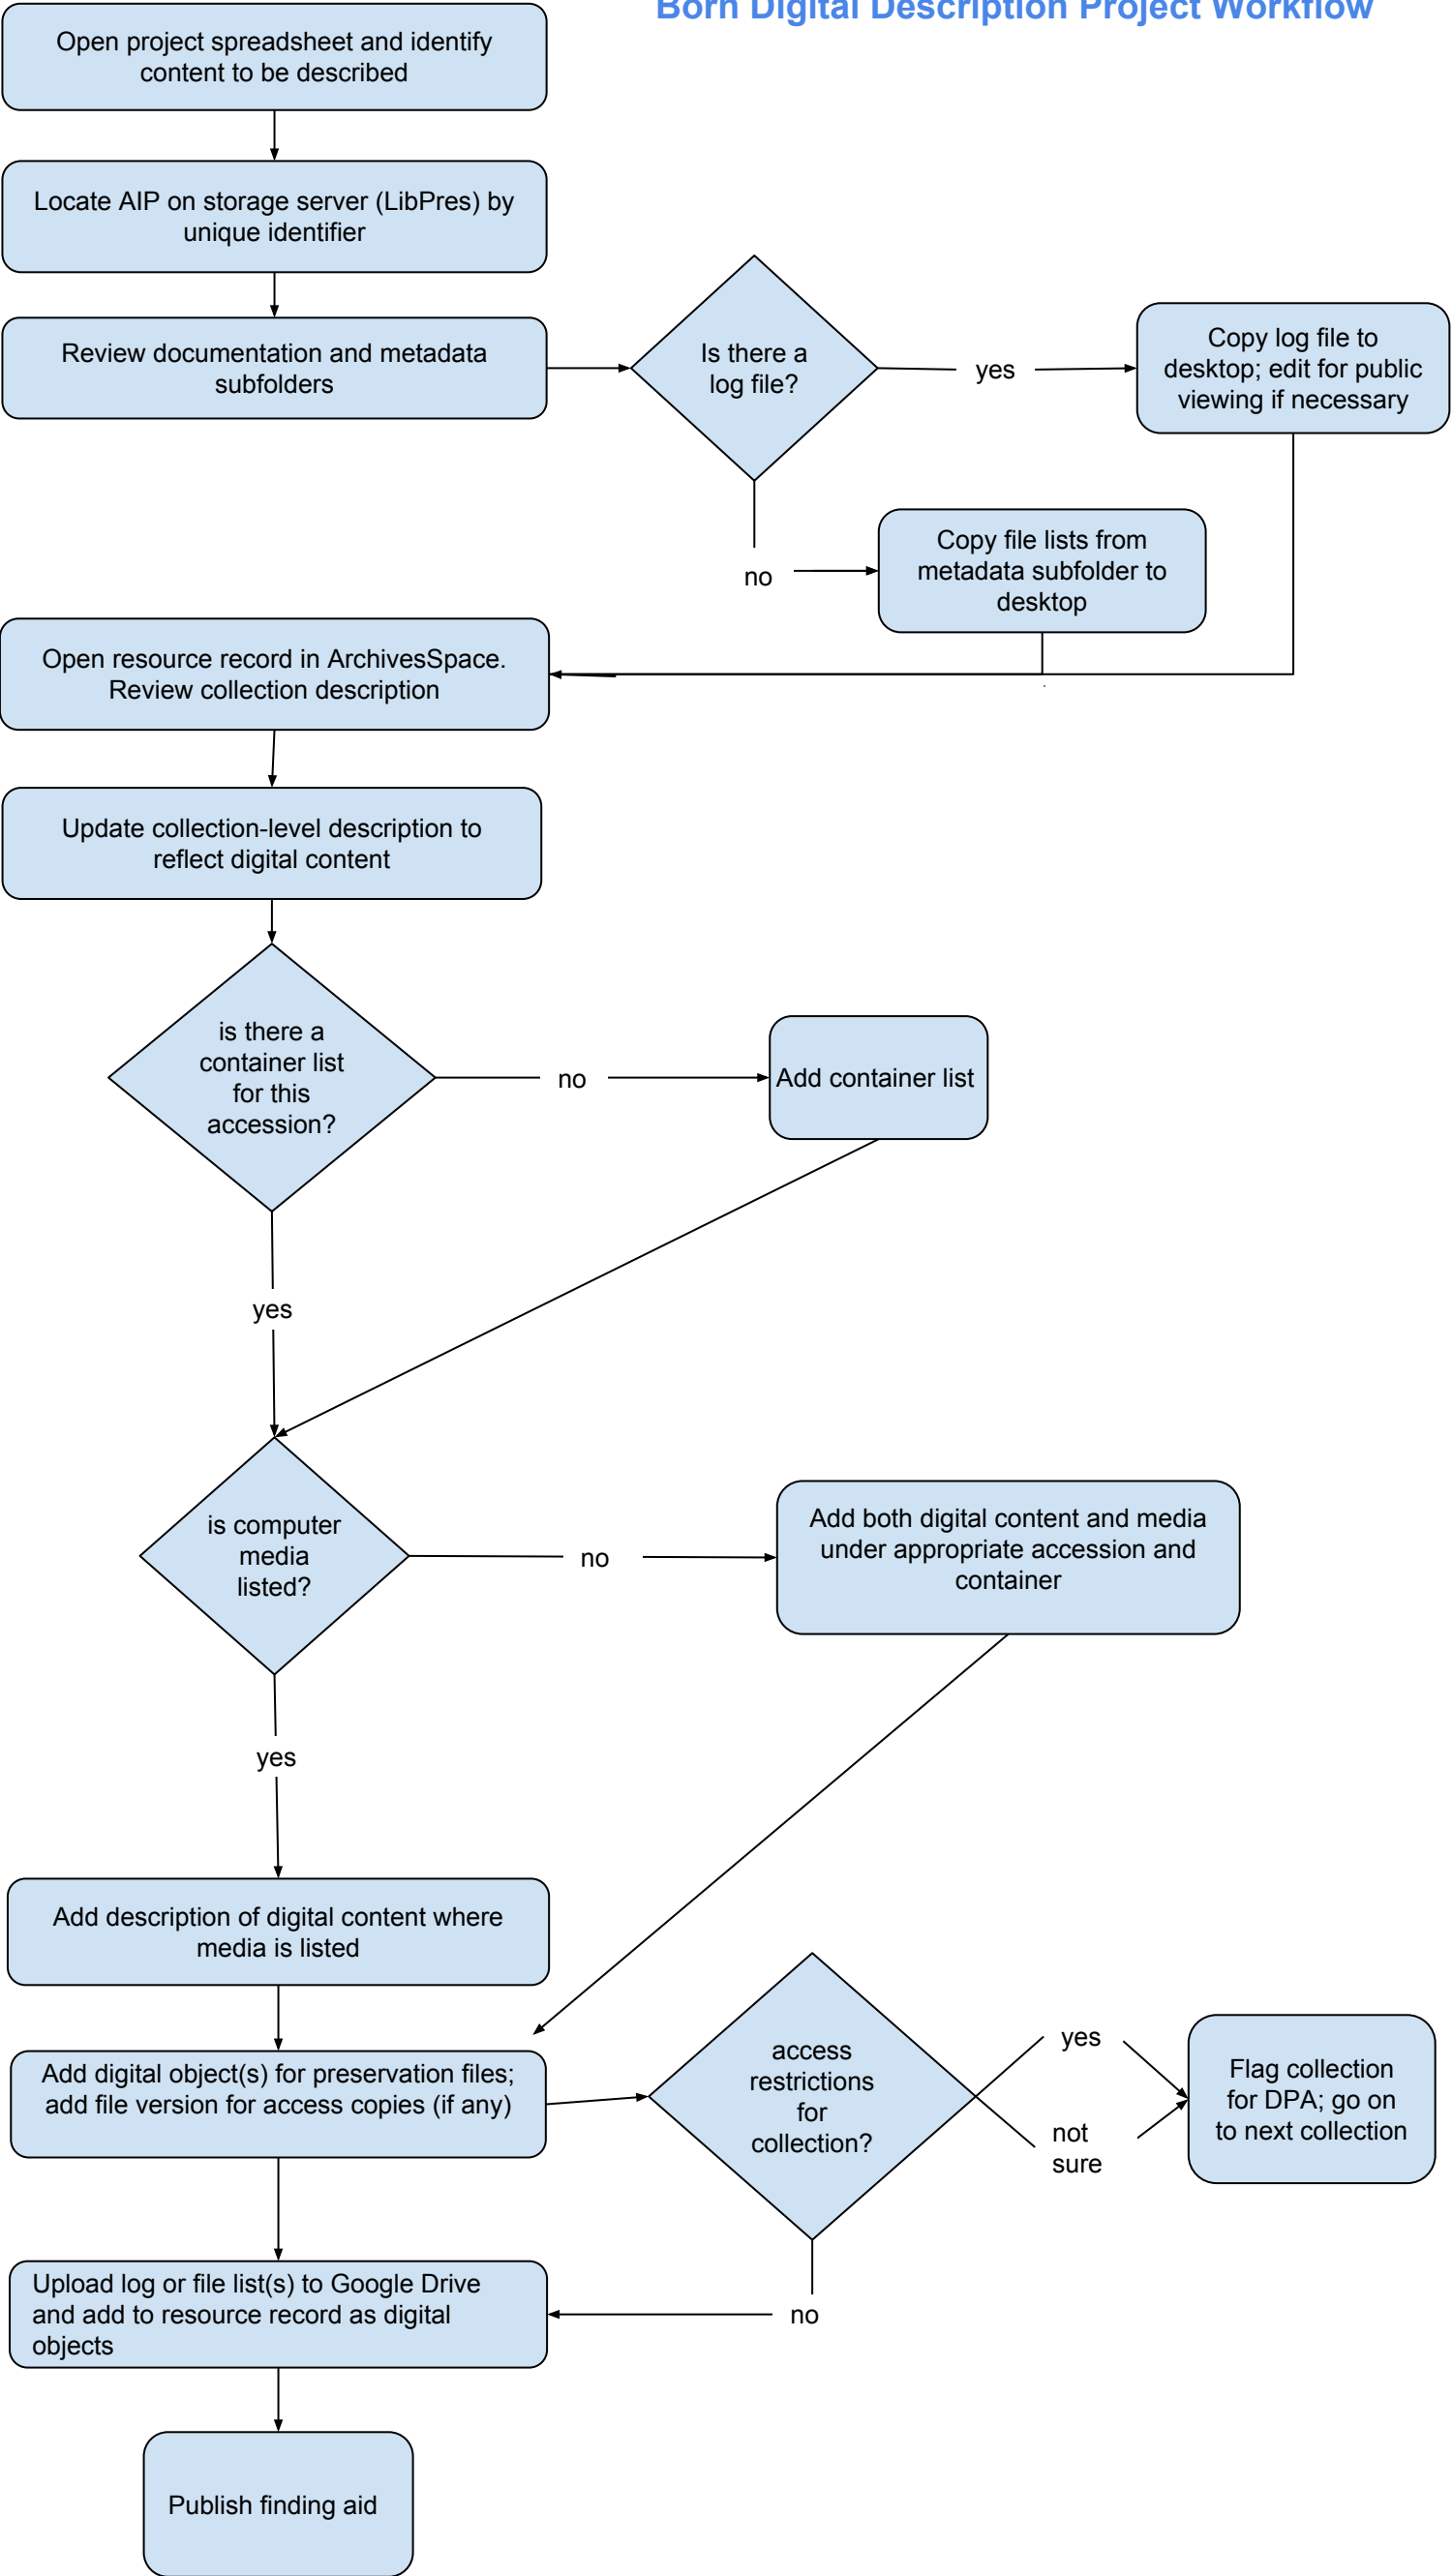 Born Digital Description Project Workflow
Open project spreadsheet and identify
content to be described
Locate AIP on storage server (LibPres) by
unique identifier
Review documentation and metadata
subfolders
Is there a
log file?
yes
Copy log file to
desktop; edit for public
viewing if necessary
no
Copy file lists from
metadata subfolder to
desktop
Open resource record in ArchivesSpace.
Review collection description
Update collection-level description to
reflect digital content
is there a
container list
for this
accession?
no
Add container list
yes
is computer
media
listed?
no
Add both digital content and media
under appropriate accession and
container
yes
Add description of digital content where
media is listed
Add digital object(s) for preservation files;
add file version for access copies (if any)
access
restrictions
for
collection?
yes
not
sure
Flag collection
for DPA; go on
to next collection
no
Upload log or file list(s) to Google Drive
and add to resource record as digital
objects
Publish finding aid